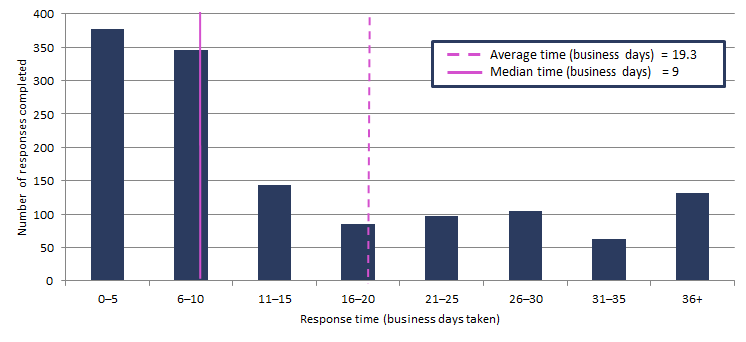 400
350
300
250
200
150
100
50
0
Number of responses completed
Average time (business days) = 19.3
Median time (business days) = 9
0–5 6–10 11–15 16–20 21–25 26–30 31–35 36+
Response time (business days taken)